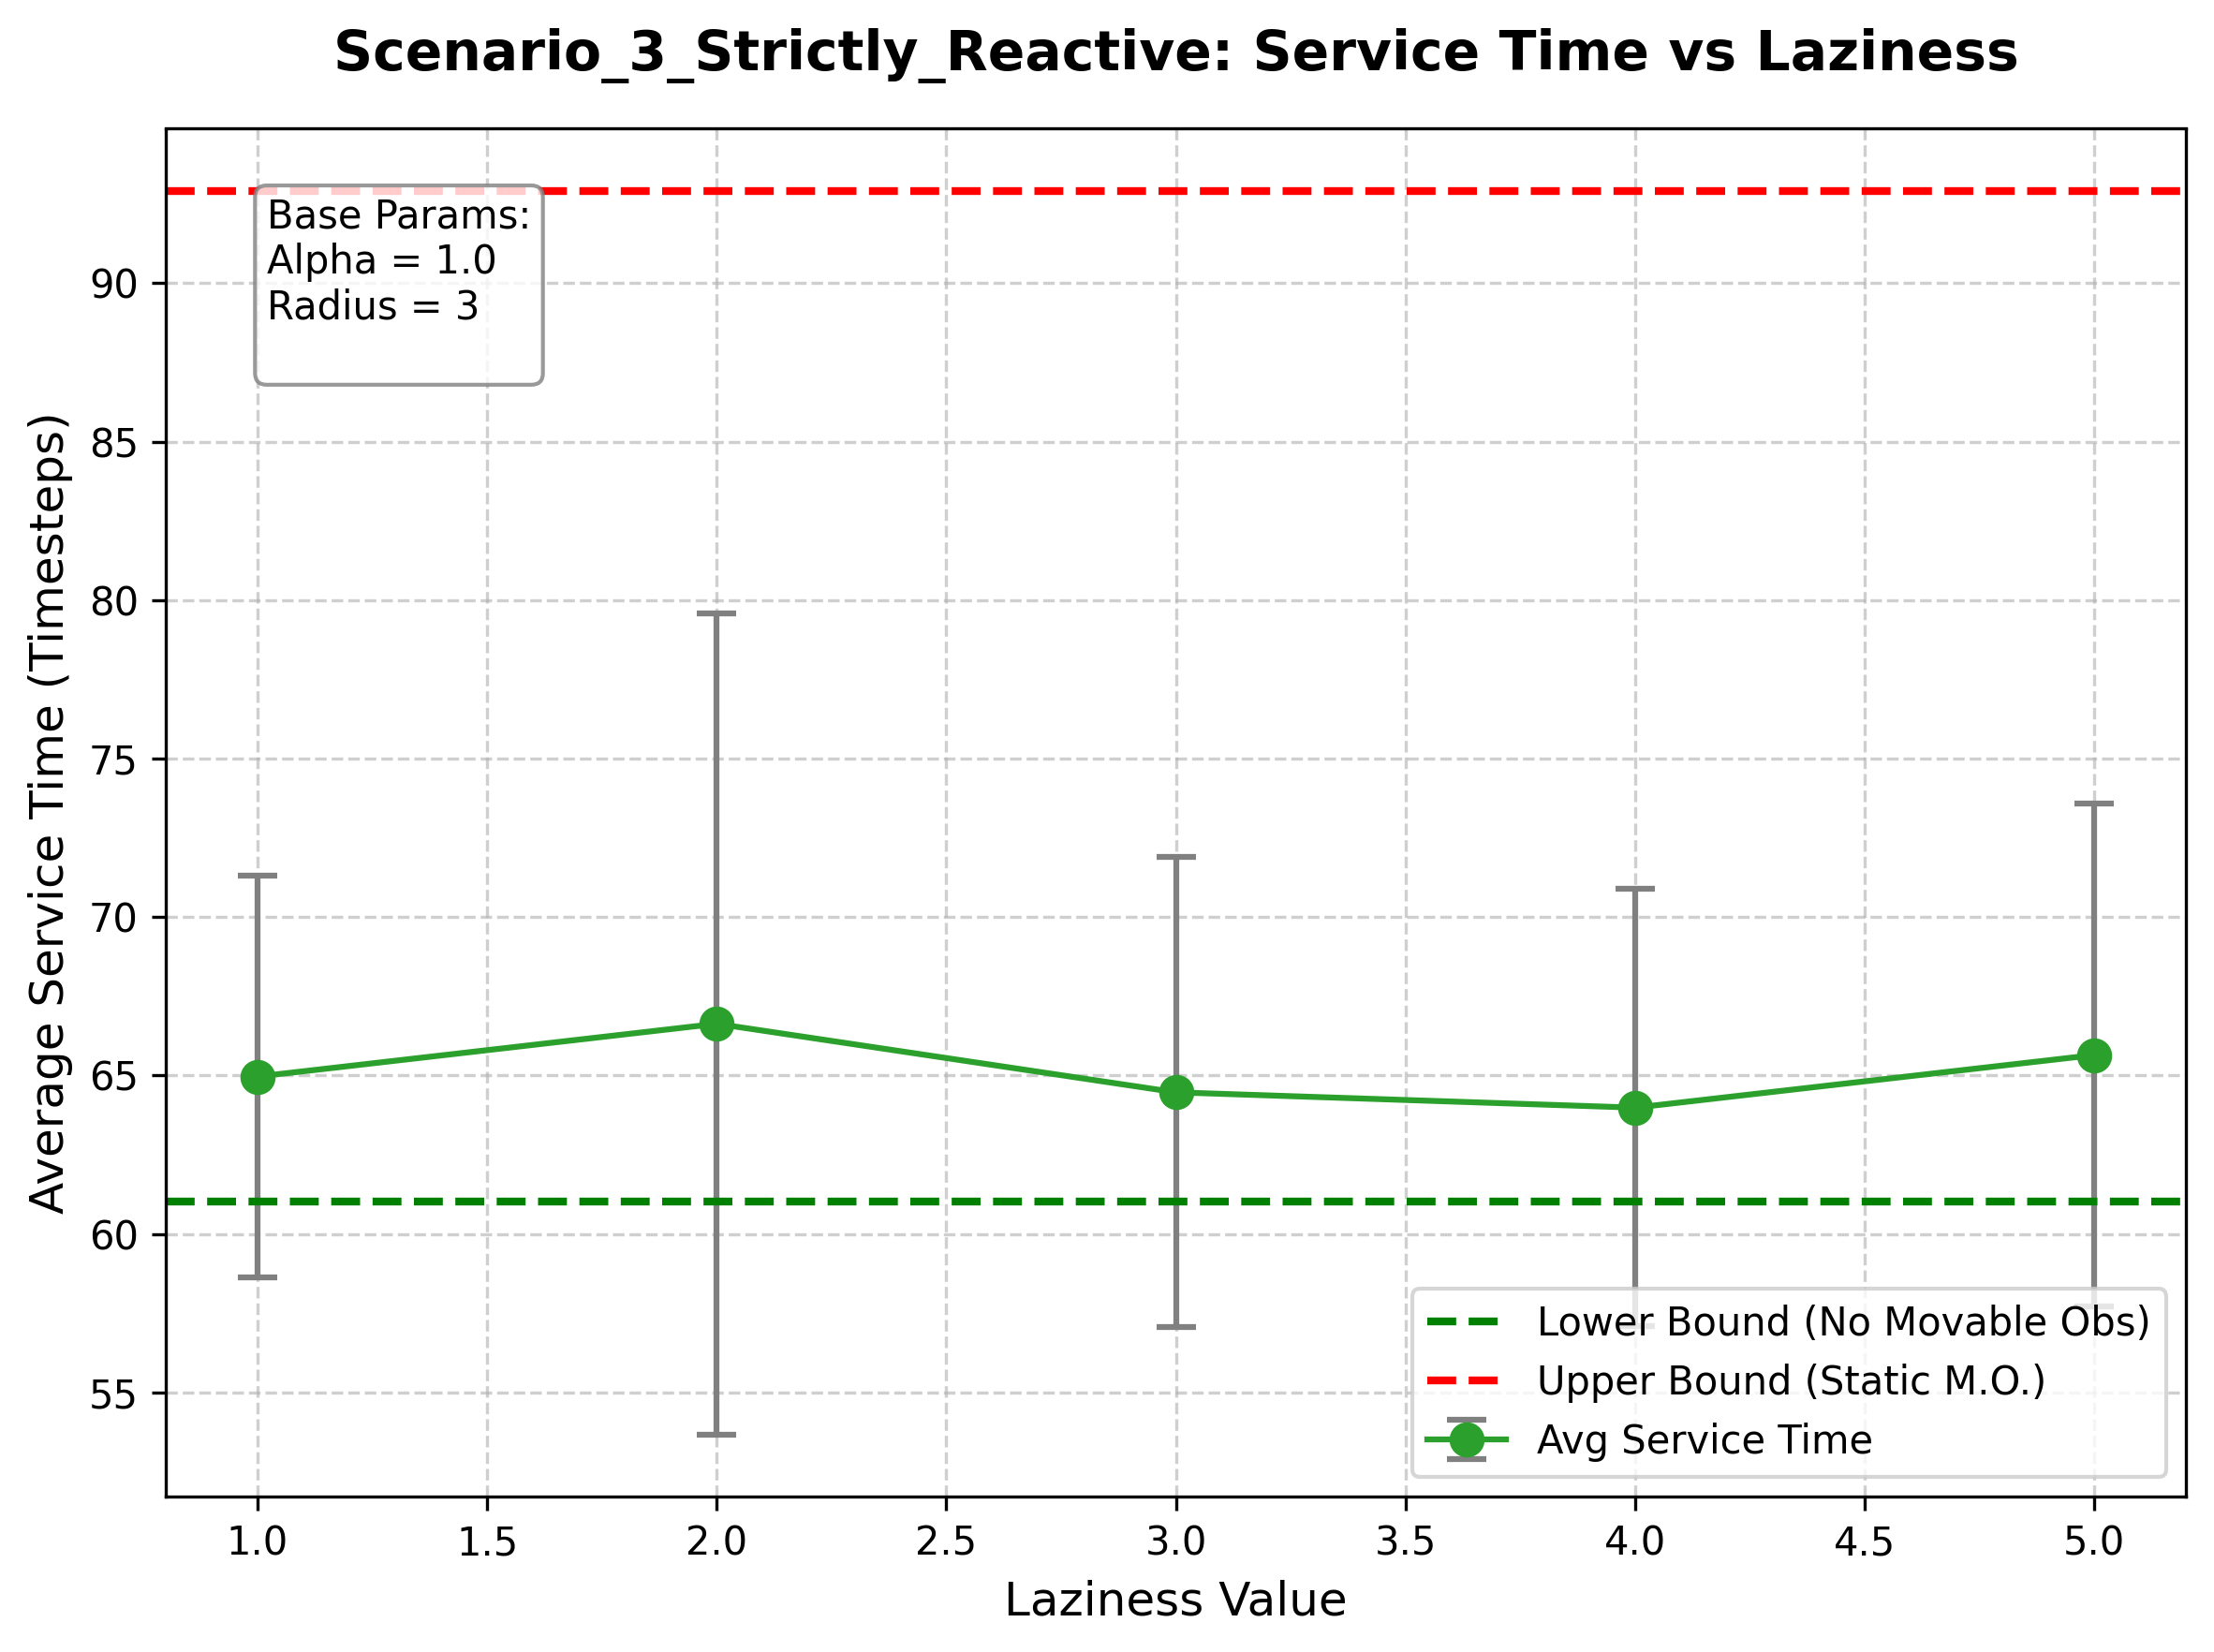 Scenario_3_Strictly_Reactive: Service Time vs Laziness
Base Params:
Alpha = 1.0
Radius = 3
Average Service Time (Timesteps)
90
85
80
75
70
65
60
55
Lower Bound (No Movable Obs)
Upper Bound (Static M.O.)
Avg Service Time
1.0 1.5 2.0 2.5 3.0 3.5 4.0 4.5 5.0
Laziness Value